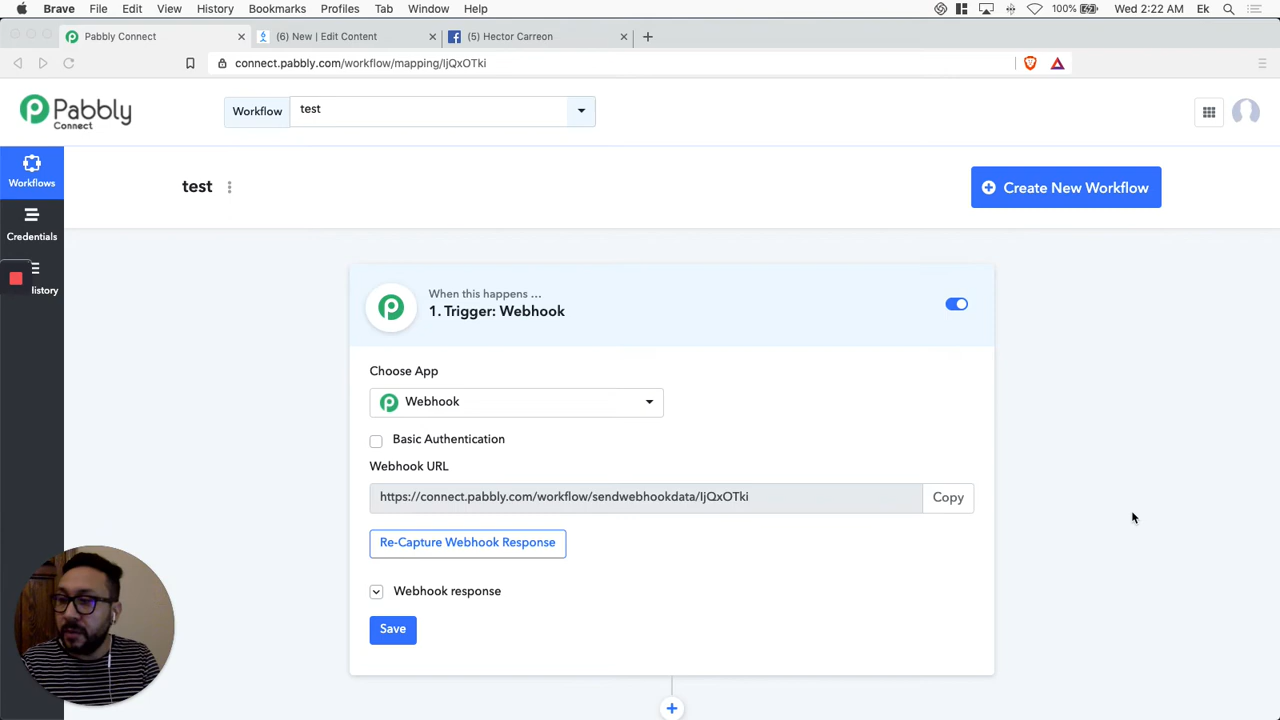 Brave File Edit View History Bookmarks Profiles Tab Window Help 100% Wed 2:22 AM Ek
Pabbly Connect (6) New | Edit Content (5) Hector Carreon
connect.pabbly.com/workflow/mapping/IjQxOTki
Pabbly
Connect
Workflow test
Workflows
test
Create New Workflow
Credentials
istory
When this happens ...
1. Trigger: Webhook
Choose App
Webhook
Basic Authentication
Webhook URL
https://connect.pabbly.com/workflow/sendwebhookdata/IjQxOTki Copy
Re-Capture Webhook Response
Webhook response
Save